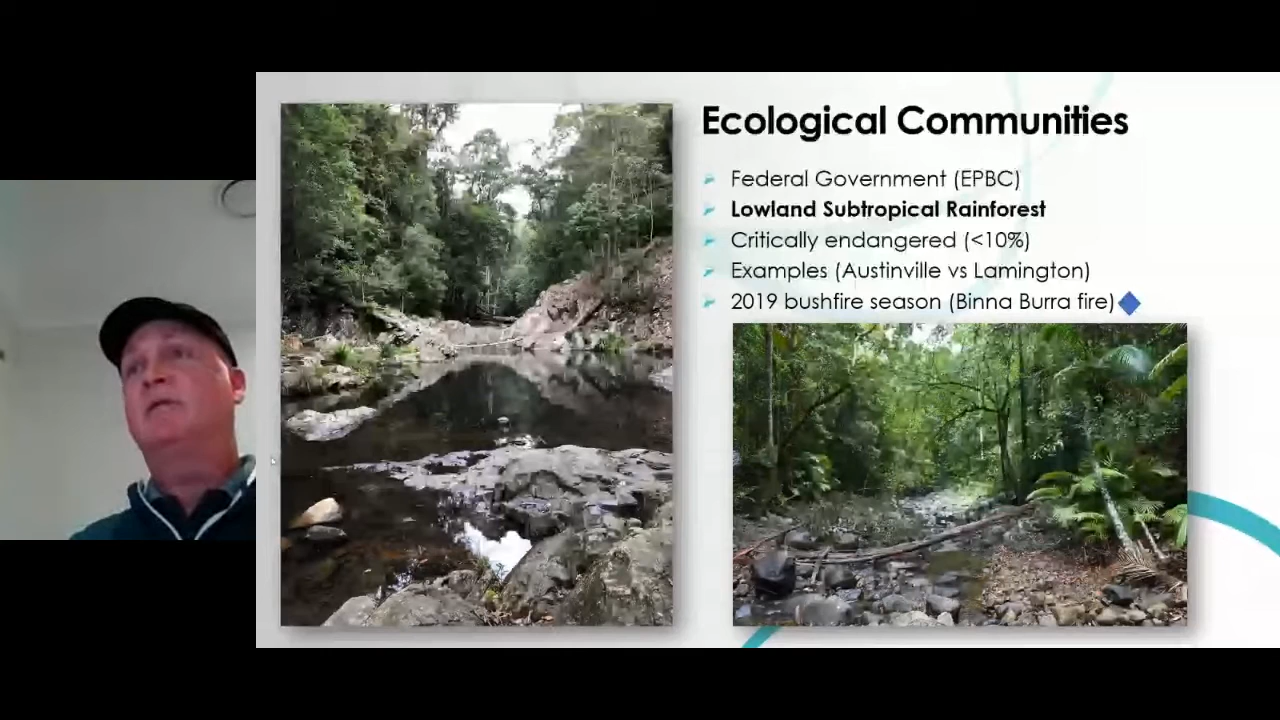 Ecological Communities
Federal Government (EPBC)
Lowland Subtropical Rainforest
Critically endangered (<10%)
Examples (Austinville vs Lamington)
2019 bushfire season (Binna Burra fire)